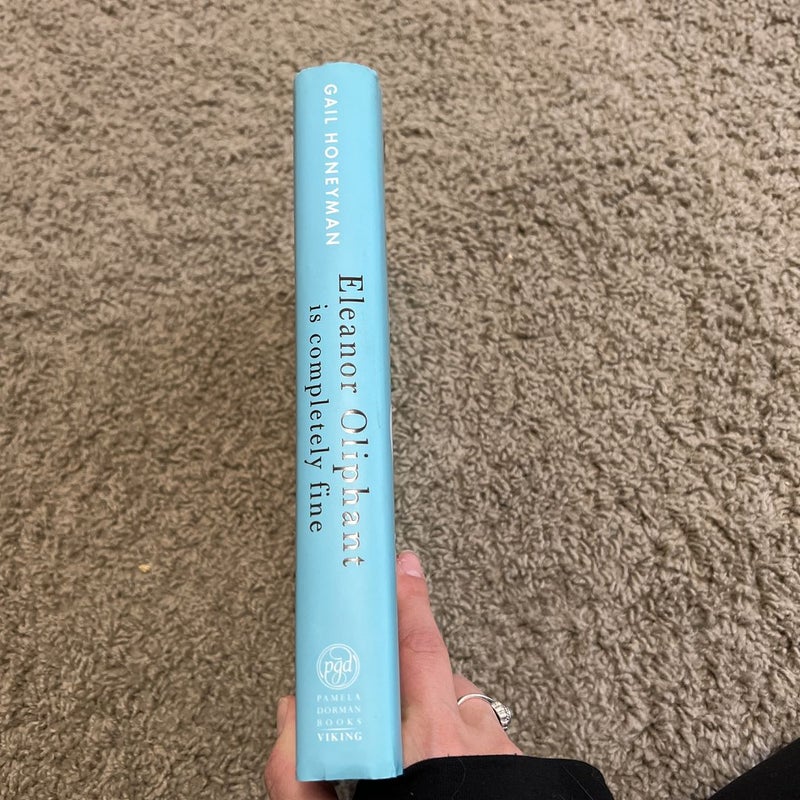 GAIL HONEYMAN
Eleanor Oliphant
is completely fine
pgd
PAMELA
DORMAN
BOOKS
VIKING